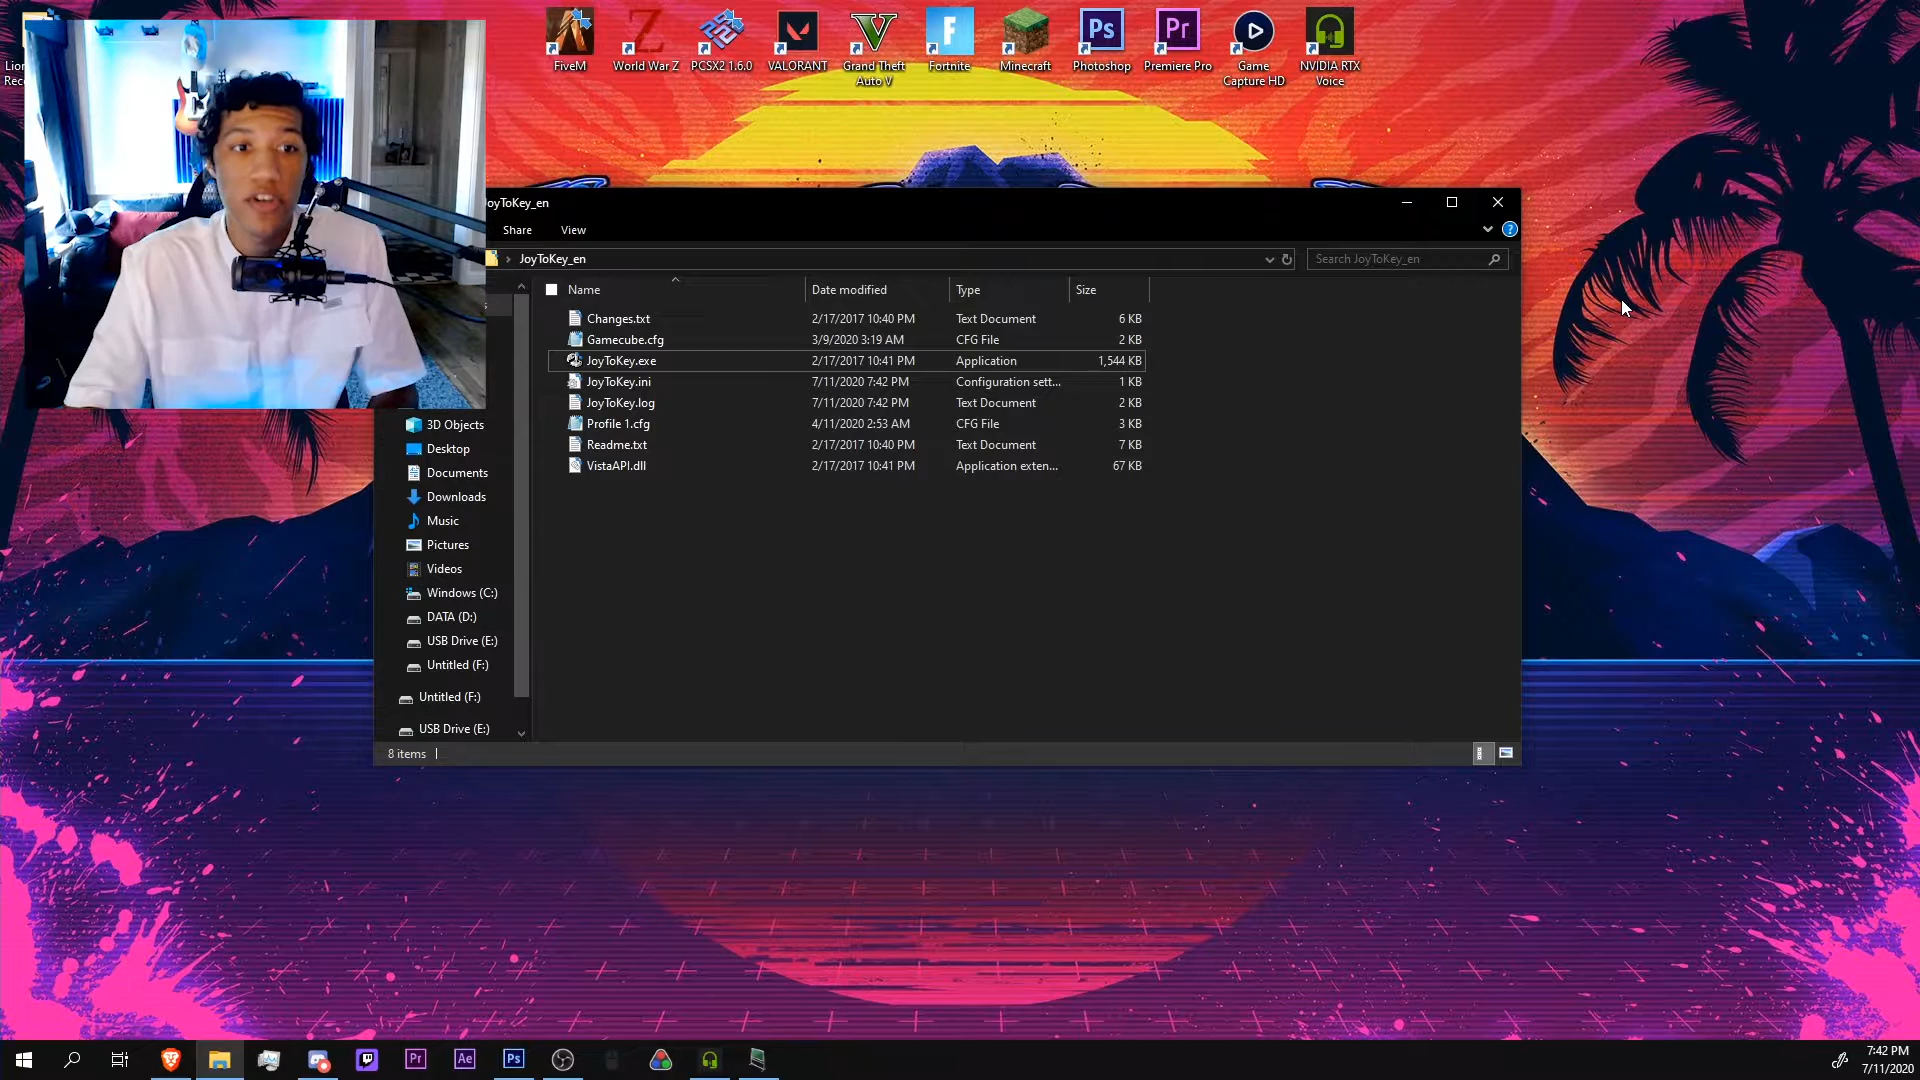 Lion
Rec
FiveM
World War Z
PCSX2 1.6.0
VALORANT
Grand Theft
Auto V
Fortnite
Minecraft
Ps
Photoshop
Pr
Premiere Pro
Game
Capture HD
NVIDIA RTX
Voice
JoyToKey_en
Share
View
JoyToKey_en
Search JoyToKey_en
Name
Date modified
Type
Size
Changes.txt 2/17/2017 10:40 PM Text Document 6 KB
Gamecube.cfg 3/9/2020 3:19 AM CFG File 2 KB
JoyToKey.exe 2/17/2017 10:41 PM Application 1,544 KB
JoyToKey.ini 7/11/2020 7:42 PM Configuration sett... 1 KB
JoyToKey.log 7/11/2020 7:42 PM Text Document 2 KB
Profile 1.cfg 4/11/2020 2:53 AM CFG File 3 KB
Readme.txt 2/17/2017 10:40 PM Text Document 7 KB
VistaAPI.dll 2/17/2017 10:41 PM Application exten... 67 KB
3D Objects
Desktop
Documents
Downloads
Music
Pictures
Videos
Windows (C:)
DATA (D:)
USB Drive (E:)
Untitled (F:)
Untitled (F:)
USB Drive (E:)
8 items
Pr
Ae
Ps
7:42 PM
7/11/2020